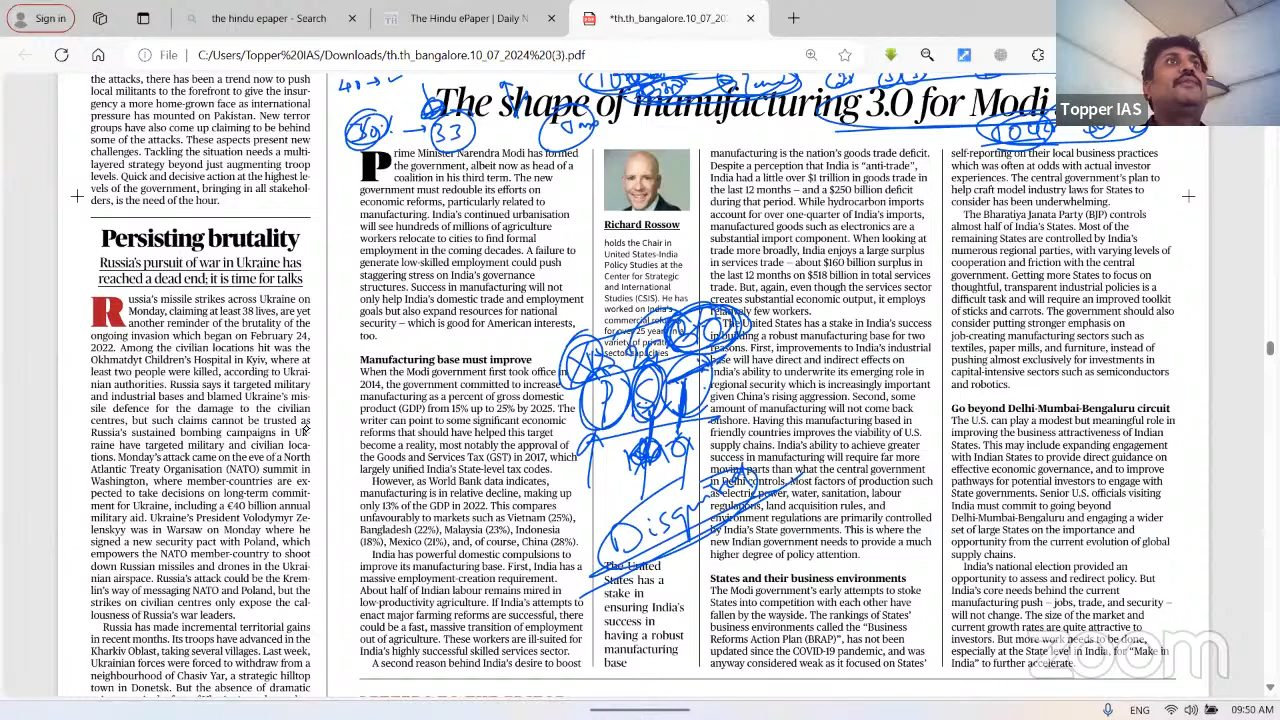 Sign in
the hindu epaper - Search
The Hindu ePaper | Daily N
*th.th_bangalore.10_07_202
File
C:/Users/Topper%20IAS/Downloads/th.th_bangalore.10_07_2024%20(3).pdf
Topper IAS
the attacks, there has been a trend now to push
local militants to the forefront to give the insur-
gency a more home-grown face as international
pressure has mounted on Pakistan. New terror
groups have also come up claiming to be behind
some of the attacks. These aspects present new
challenges. Tackling the situation needs a multi-
layered strategy beyond just augmenting troop
levels. Quick and decisive action at the highest le-
vels of the government, bringing in all stakehol-
ders, is the need of the hour.
Persisting brutality
Russia's pursuit of war in Ukraine has
reached a dead end; it is time for talks
Russia's missile strikes across Ukraine on
Monday, claiming at least 38 lives, are yet
another reminder of the brutality of the
ongoing invasion which began on February 24,
2022. Among the civilian locations hit was the
Okhmatdyt Children's Hospital in Kyiv, where at
least two people were killed, according to Ukrai-
nian authorities. Russia says it targeted military
and industrial bases and blamed Ukraine's mis-
sile defence for the damage to the civilian
centres, but such claims cannot be trusted as
Russia's sustained bombing campaigns in Uk-
raine have targeted military and civilian loca-
tions. Monday's attack came on the eve of a North
Atlantic Treaty Organisation (NATO) summit in
Washington, where member-countries are ex-
pected to take decisions on long-term commit-
ment for Ukraine, including a €40 billion annual
military aid. Ukraine's President Volodymyr Ze-
lenskyy was in Warsaw on Monday where he
signed a new security pact with Poland, which
empowers the NATO member-country to shoot
down Russian missiles and drones in the Ukrai-
nian airspace. Russia's attack could be the Krem-
lin's way of messaging NATO and Poland, but the
strikes on civilian centres only expose the cal-
lousness of Russia's war leaders.
Russia has made incremental territorial gains
in recent months. Its troops have advanced in the
Kharkiv Oblast, taking several villages. Last week,
Ukrainian forces were forced to withdraw from a
neighbourhood of Chasiv Yar, a strategic hilltop
town in Donetsk. But the absence of dramatic
The shape of manufacturing 3.0 for Modi
30% → 33
Prime Minister Narendra Modi has formed
the government, albeit now as head of a
coalition in his third term. The new
government must redouble its efforts on
economic reforms, particularly related to
manufacturing. India's continued urbanisation
will see hundreds of millions of agriculture
workers relocate to cities to find formal
employment in the coming decades. A failure to
generate low-skilled employment could push
staggering stress on India's governance
structures. Success in manufacturing will not
only help India's domestic trade and employment
goals but also expand resources for national
security – which is good for American interests,
too.
Manufacturing base must improve
When the Modi government first took office in
2014, the government committed to increase
manufacturing as a percent of gross domestic
product (GDP) from 15% up to 25% by 2025. The
writer can point to some significant economic
reforms that should have helped this target
become a reality, most notably the approval of
the Goods and Services Tax (GST) in 2017, which
largely unified India's State-level tax codes.
However, as World Bank data indicates,
manufacturing is in relative decline, making up
only 13% of the GDP in 2022. This compares
unfavourably to markets such as Vietnam (25%),
Bangladesh (22%), Malaysia (23%), Indonesia
(18%), Mexico (21%), and, of course, China (28%).
India has powerful domestic compulsions to
improve its manufacturing base. First, India has a
massive employment-creation requirement.
About half of Indian labour remains mired in
low-productivity agriculture. If India's attempts to
enact major farming reforms are successful, there
could be a fast, massive transition of employment
out of agriculture. These workers are ill-suited for
India's highly successful skilled services sector.
A second reason behind India's desire to boost
Richard Rossow
holds the Chair in
United States-India
Policy Studies at the
Center for Strategic
and International
Studies (CSIS). He has
worked on India's
commercial
for over 25 years in a
variety of private
sector capacities
The United
States has a
stake in
ensuring India's
success in
having a robust
manufacturing
base
manufacturing is the nation's goods trade deficit.
Despite a perception that India is "anti-trade",
India had a little over $1 trillion in goods trade in
the last 12 months – and a $250 billion deficit
during that period. While hydrocarbon imports
account for over one-quarter of India's imports,
manufactured goods such as electronics are a
substantial import component. When looking at
trade more broadly, India enjoys a large surplus
in services trade – about $160 billion surplus in
the last 12 months on $518 billion in total services
trade. But, again, even though the services sector
creates substantial economic output, it employs
relatively few workers.
The United States has a stake in India's success
in building a robust manufacturing base for two
reasons. First, improvements to India's industrial
base will have direct and indirect effects on
India's ability to underwrite its emerging role in
regional security which is increasingly important
given China's rising aggression. Second, some
amount of manufacturing will not come back
onshore. Having this manufacturing based in
friendly countries improves the viability of U.S.
supply chains. India's ability to achieve greater
success in manufacturing will require far more
moving parts than what the central government
in Delhi controls. Most factors of production such
as electric power, water, sanitation, labour
regulations, land acquisition rules, and
environment regulations are primarily controlled
by India's State governments. This is where the
new Indian government needs to provide a much
higher degree of policy attention.
States and their business environments
The Modi government's early attempts to stoke
States into competition with each other have
fallen by the wayside. The rankings of States'
business environments called the "Business
Reforms Action Plan (BRAP)", has not been
updated since the COVID-19 pandemic, and was
anyway considered weak as it focused on States'
self-reporting on their local business practices
which was often at odds with actual investor
experiences. The central government's plan to
help craft model industry laws for States to
consider has been underwhelming.
The Bharatiya Janata Party (BJP) controls
almost half of India's States. Most of the
remaining States are controlled by India's
numerous regional parties, with varying levels of
cooperation and friction with the central
government. Getting more States to focus on
thoughtful, transparent industrial policies is a
difficult task and will require an improved toolkit
of sticks and carrots. The government should also
consider putting stronger emphasis on
job-creating manufacturing sectors such as
textiles, paper mills, and furniture, instead of
pushing almost exclusively for investments in
capital-intensive sectors such as semiconductors
and robotics.
Go beyond Delhi-Mumbai-Bengaluru circuit
The U.S. can play a modest but meaningful role in
improving the business attractiveness of Indian
States. This may include expanding engagement
with Indian States to provide direct guidance on
effective economic governance, and to improve
pathways for potential investors to engage with
State governments. Senior U.S. officials visiting
India must commit to going beyond
Delhi-Mumbai-Bengaluru and engaging a wider
set of large States on the importance and
opportunity from the current evolution of global
supply chains.
India's national election provided an
opportunity to assess and redirect policy. But
India's core needs behind the current
manufacturing push – jobs, trade, and security –
will not change. The size of the market and
current growth rates are quite attractive to
investors. But more work needs to be done,
especially at the State level in India, for "Make in
India" to further accelerate.
zoom
ENG
09:50 AM